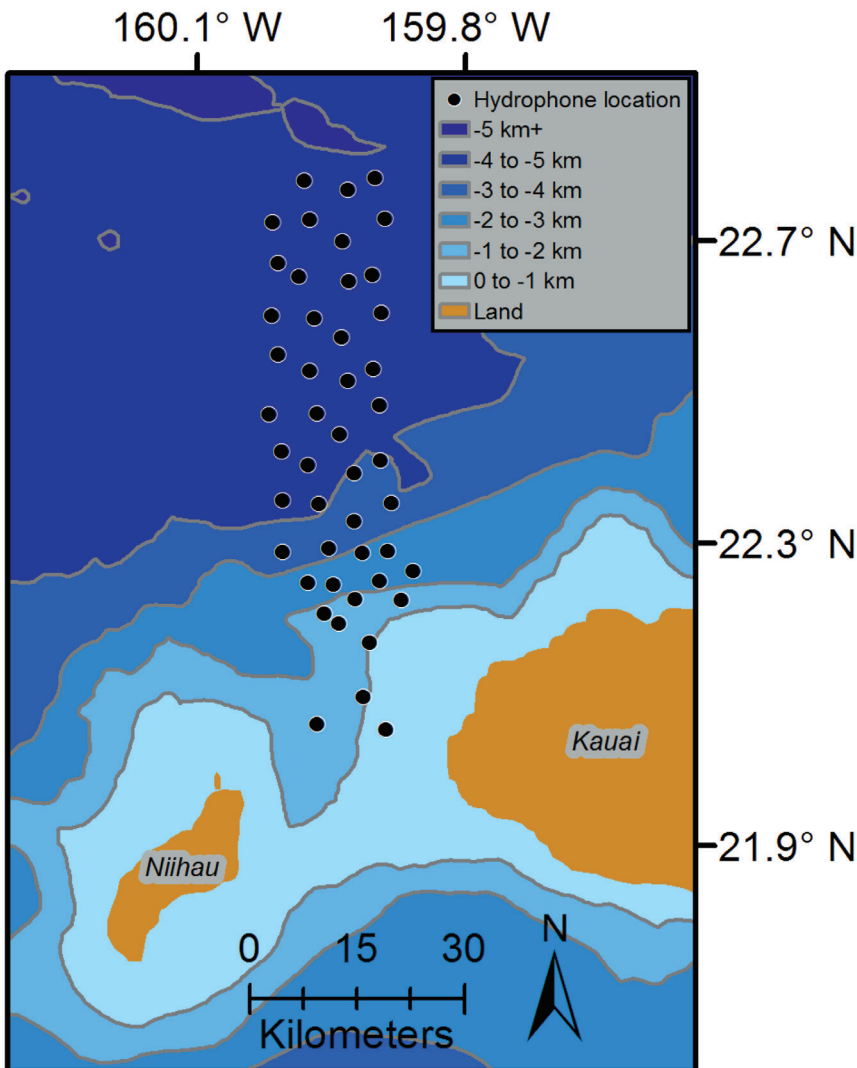 160.1° W 159.8° W
Hydrophone location
-5 km+
-4 to -5 km
-3 to -4 km
-2 to -3 km
-1 to -2 km
0 to -1 km
Land
22.7° N
22.3° N
Kauai
21.9° N
Niihau
0 15 30
Kilometers
N